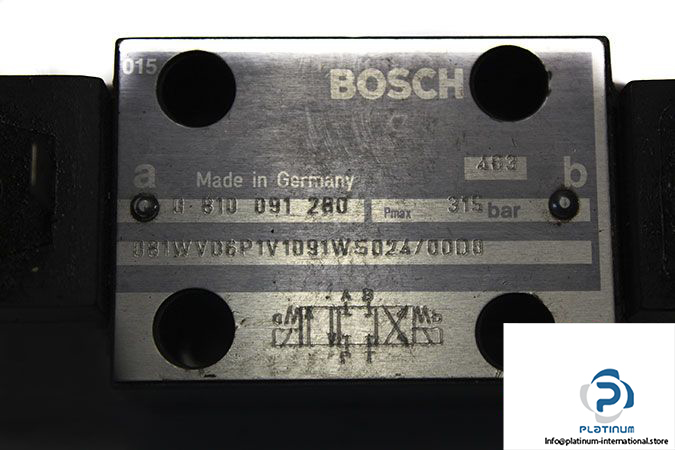 015
BOSCH
463
a b
Made in Germany
0 810 091 280 Pmax 315 bar
081WV06P1V1091WS024/00D0
A B
a W W b
P T
PLATINUM
Info@platinum-international.store